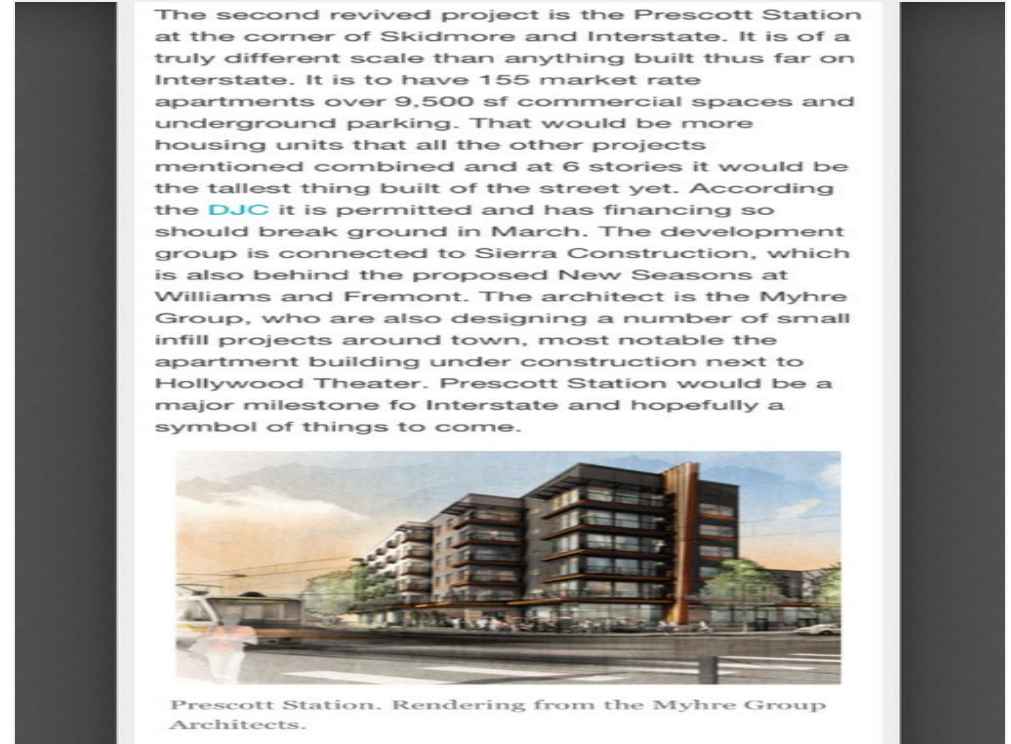 The second revived project is the Prescott Station
at the corner of Skidmore and Interstate. It is of a
truly different scale than anything built thus far on
Interstate. It is to have 155 market rate
apartments over 9,500 sf commercial spaces and
underground parking. That would be more
housing units that all the other projects
mentioned combined and at 6 stories it would be
the tallest thing built of the street yet. According
the DJC it is permitted and has financing so
should break ground in March. The development
group is connected to Sierra Construction, which
is also behind the proposed New Seasons at
Williams and Fremont. The architect is the Myhre
Group, who are also designing a number of small
infill projects around town, most notable the
apartment building under construction next to
Hollywood Theater. Prescott Station would be a
major milestone fo Interstate and hopefully a
symbol of things to come.
Prescott Station. Rendering from the Myhre Group
Architects.